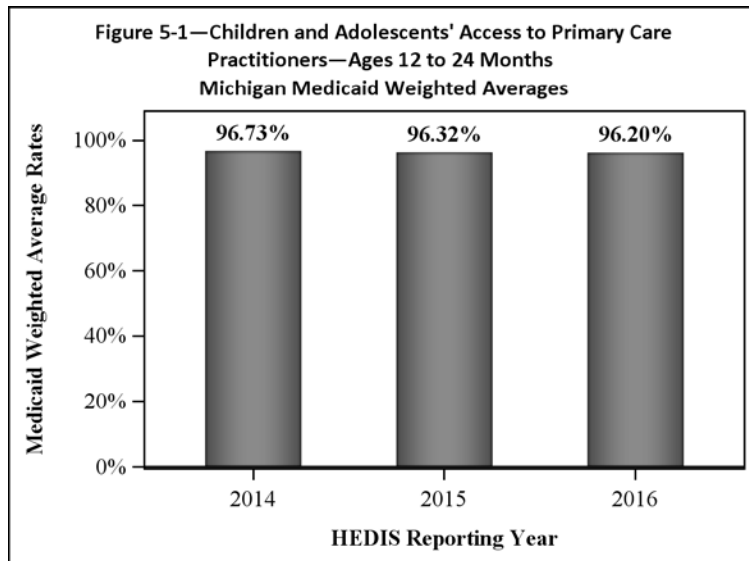 Figure 5-1—Children and Adolescents' Access to Primary Care
Practitioners—Ages 12 to 24 Months
Michigan Medicaid Weighted Averages
Medicaid Weighted Average Rates
100%
80%
60%
40%
20%
0%
96.73%
96.32%
96.20%
2014
2015
2016
HEDIS Reporting Year